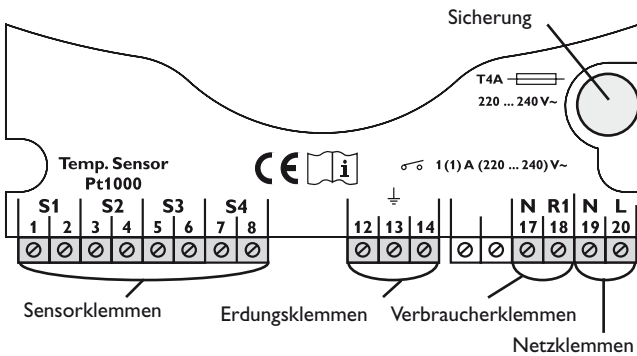 Sicherung
T4A
220 ... 240 V~
Temp. Sensor
Pt1000
CE i
1 (1) A (220 ... 240) V~
S1 S2 S3 S4
N R1 N L
1 2 3 4 5 6 7 8 12 13 14 17 18 19 20
Sensorklemmen
Erdungsklemmen
Verbraucherklemmen
Netzklemmen